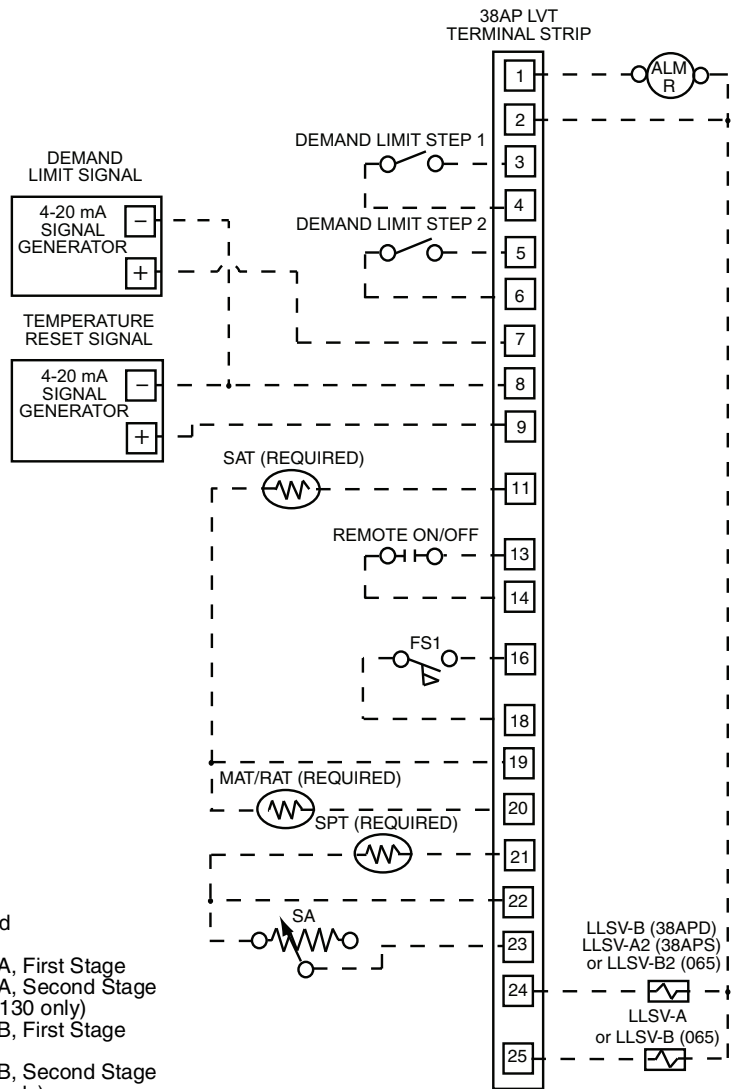 38AP LVT
TERMINAL STRIP
1
ALM
R
2
DEMAND LIMIT STEP 1
3
4
DEMAND
LIMIT SIGNAL
4-20 mA
SIGNAL
GENERATOR
−
+
DEMAND LIMIT STEP 2
5
6
7
TEMPERATURE
RESET SIGNAL
4-20 mA
SIGNAL
GENERATOR
−
+
8
9
SAT (REQUIRED)
11
REMOTE ON/OFF
13
14
FS1
16
18
19
MAT/RAT (REQUIRED)
20
SPT (REQUIRED)
21
22
SA
23
LLSV-B (38APD)
LLSV-A2 (38APS)
or LLSV-B2 (065)
24
LLSV-A
or LLSV-B (065)
25
A, First Stage
A, Second Stage
130 only)
B, First Stage
B, Second Stage